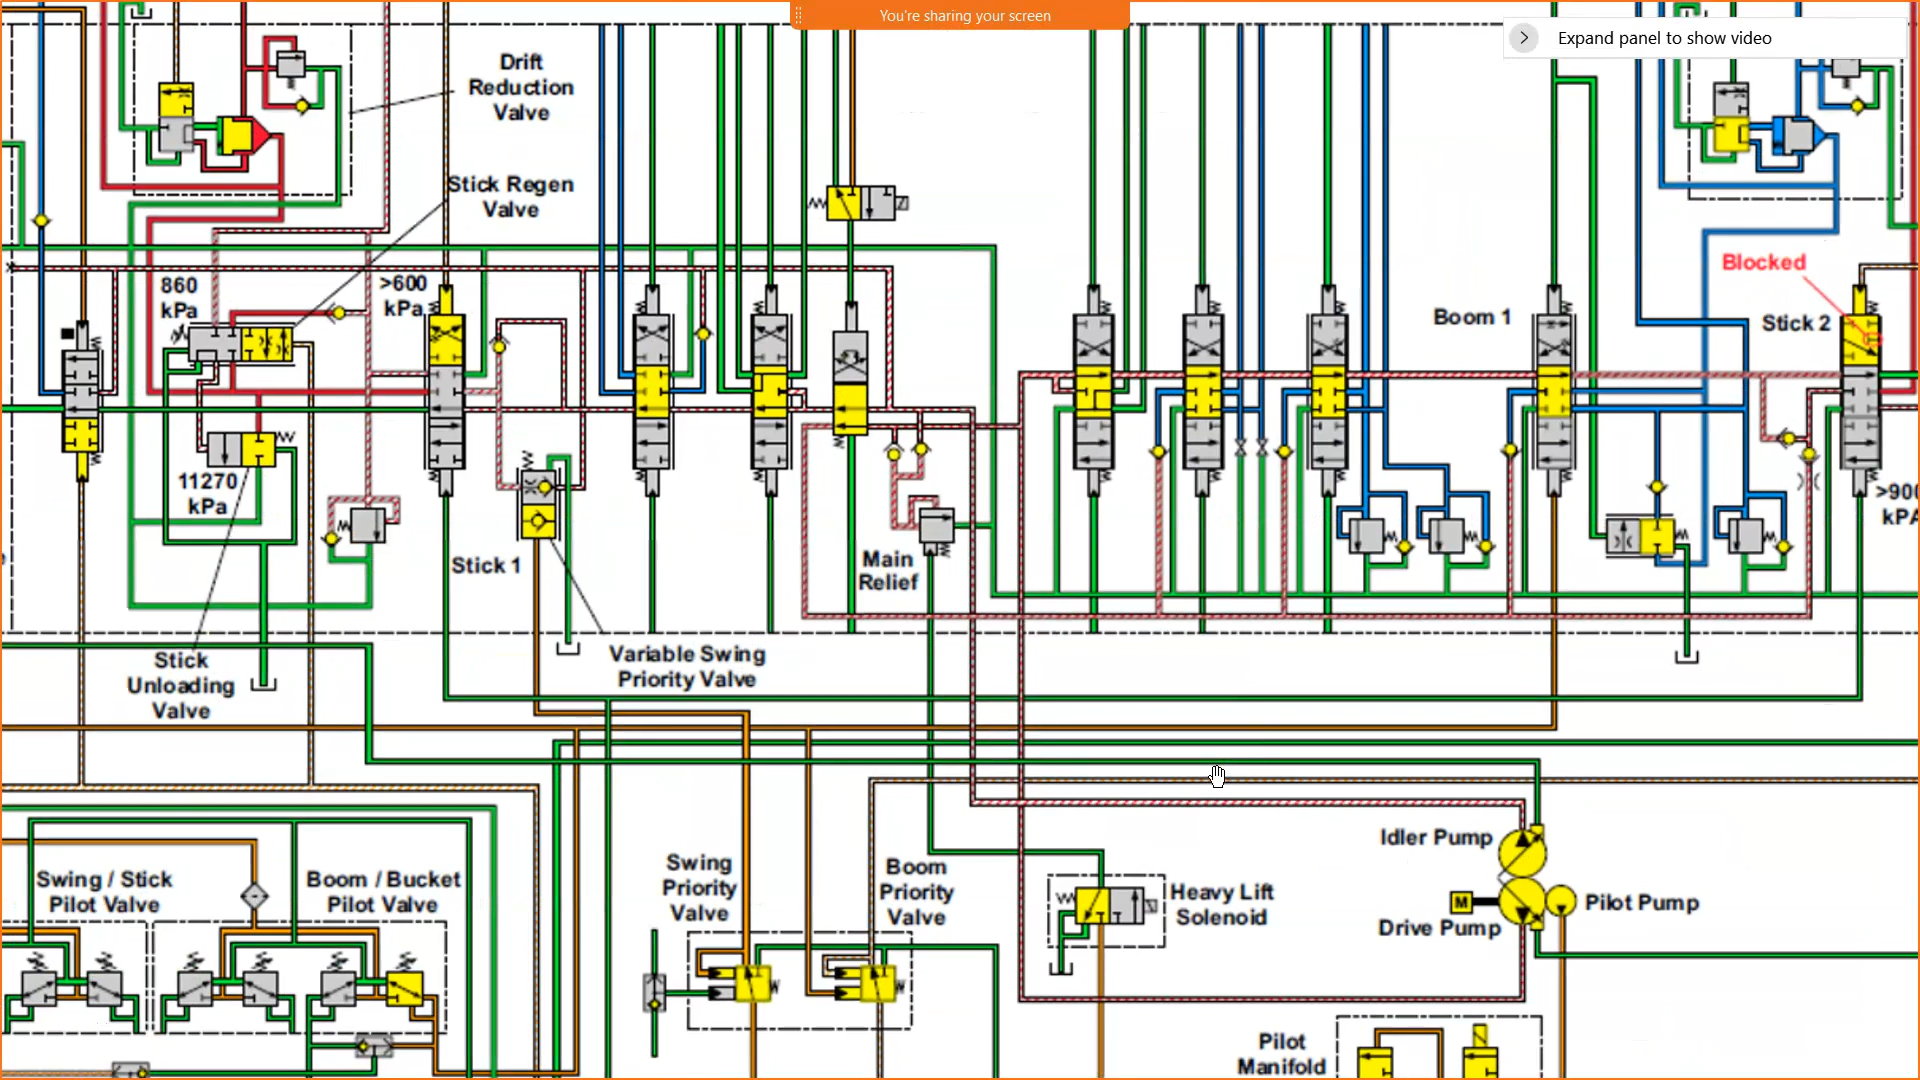 You're sharing your screen
Expand panel to show video
Drift
Reduction
Valve
Stick Regen
Valve
Blocked
860
kPa
>600
kPa
Boom 1
Stick 2
11270
kPa
>900
Stick 1
Main
Relief
Stick
Unloading
Valve
Variable Swing
Priority Valve
Idler Pump
Swing
Priority
Valve
Boom
Priority
Valve
Swing / Stick
Pilot Valve
Boom / Bucket
Pilot Valve
Heavy Lift
Solenoid
M
Pilot Pump
Drive Pump
Pilot
Manifold